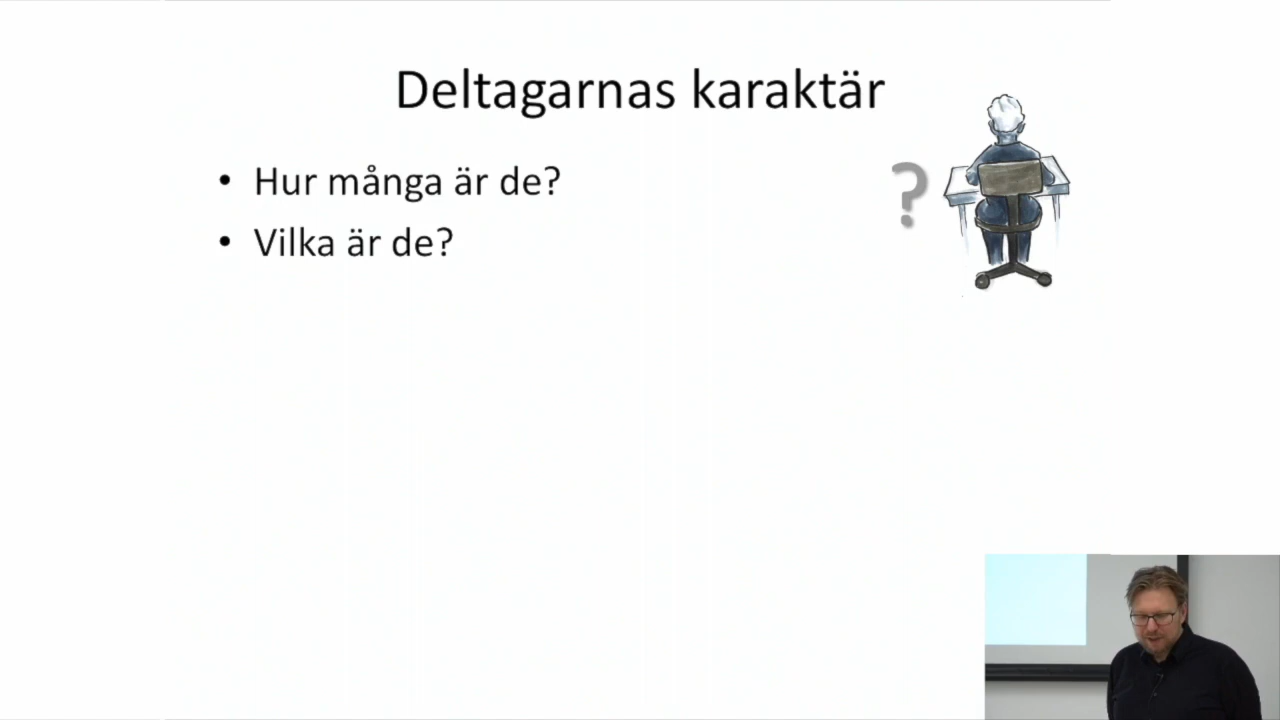 Deltagarnas karaktär
• Hur många är de?
• Vilka är de?
?